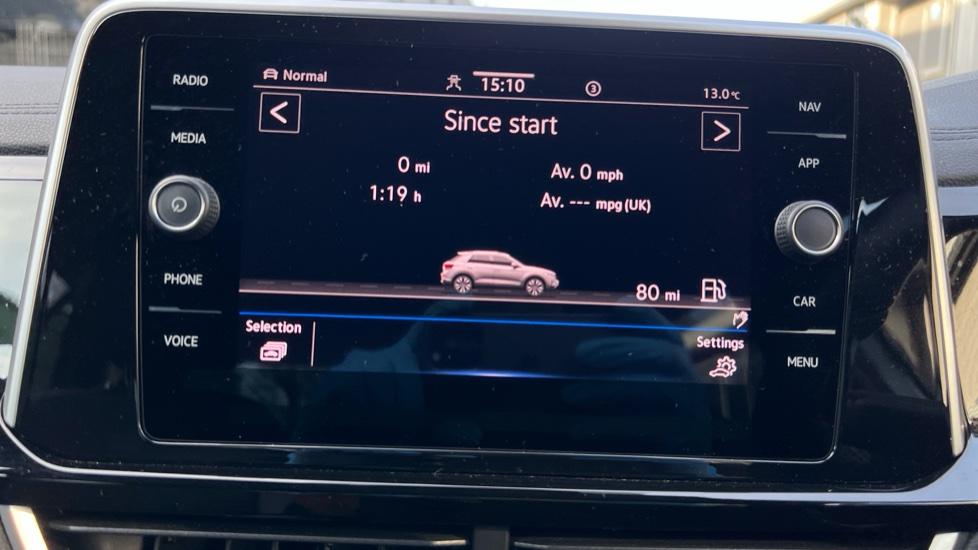 RADIO
MEDIA
PHONE
VOICE
Normal
15:10
3
13.0°C
<
Since start
>
0 mi
1:19 h
Av. 0 mph
Av. --- mpg (UK)
80 mi
Selection
Settings
NAV
APP
CAR
MENU